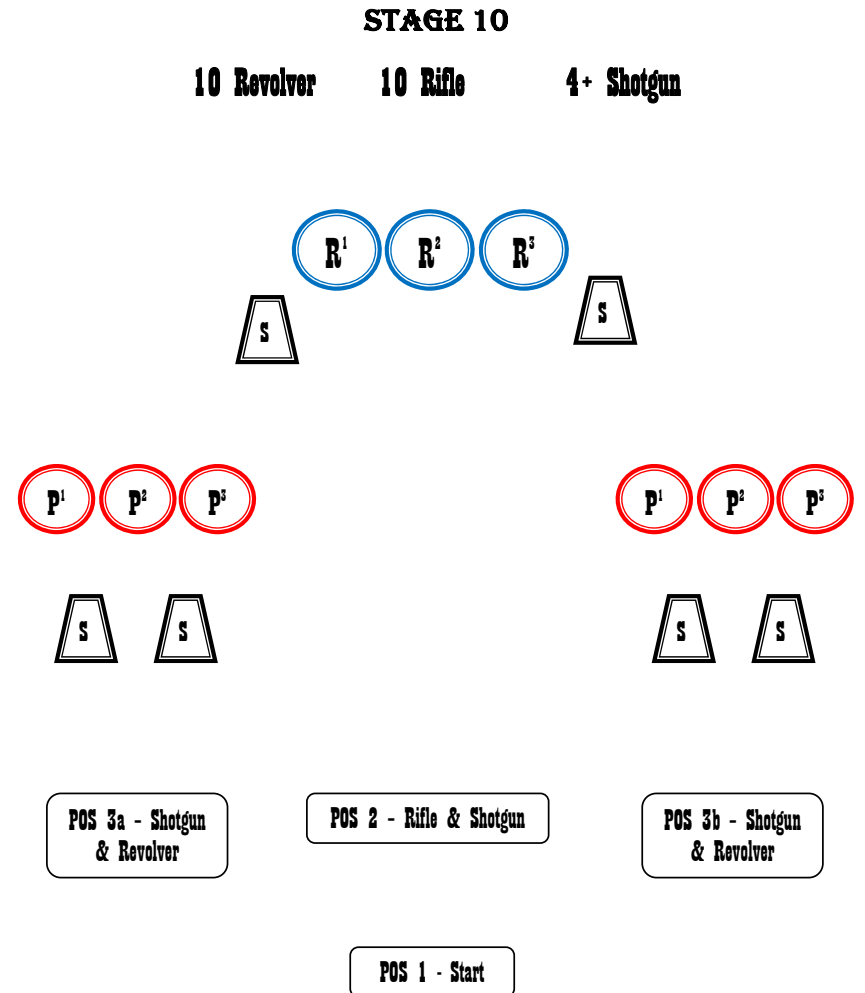 STAGE 10
10 Revolver 10 Rifle 4+ Shotgun
R¹ R² R³
S S
P¹ P² P³ P¹ P² P³
S S S S
POS 3a - Shotgun
& Revolver
POS 2 - Rifle & Shotgun
POS 3b - Shotgun
& Revolver
POS 1 - Start